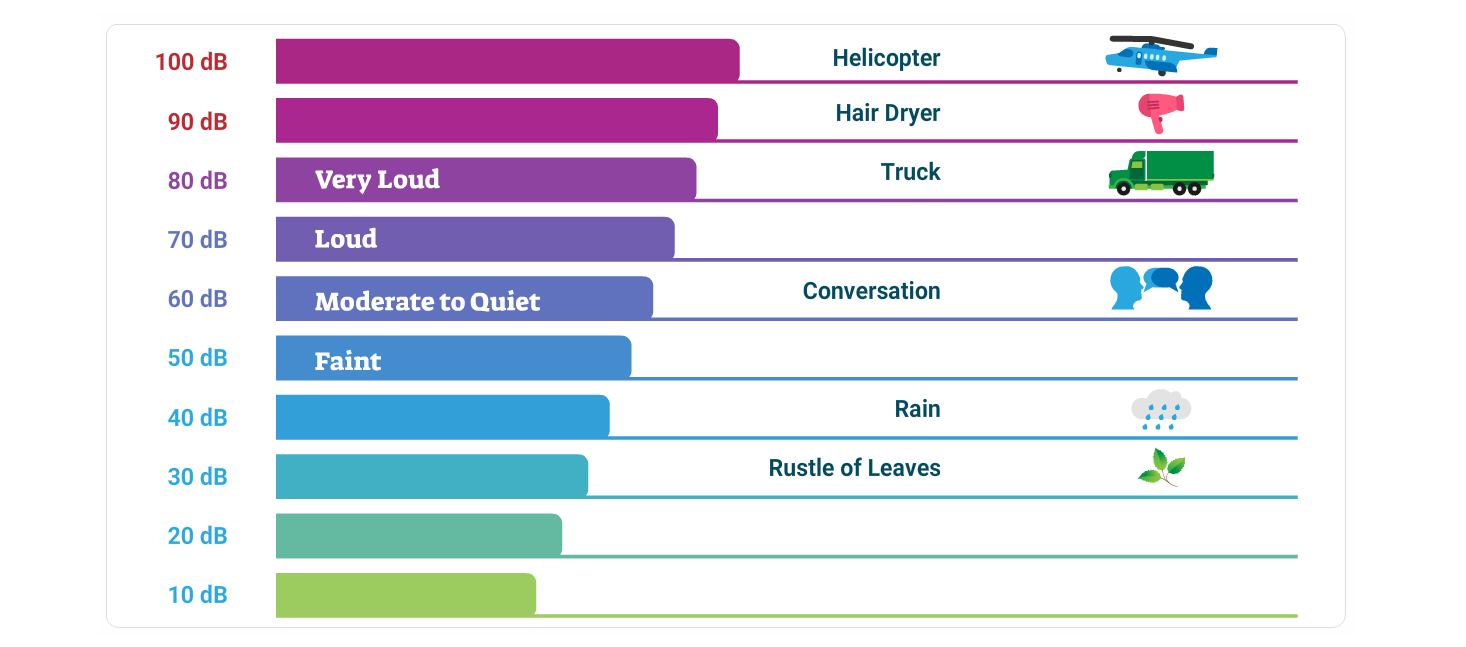 100 dB Helicopter
90 dB Hair Dryer
80 dB Very Loud Truck
70 dB Loud
60 dB Moderate to Quiet Conversation
50 dB Faint
40 dB Rain
30 dB Rustle of Leaves
20 dB
10 dB